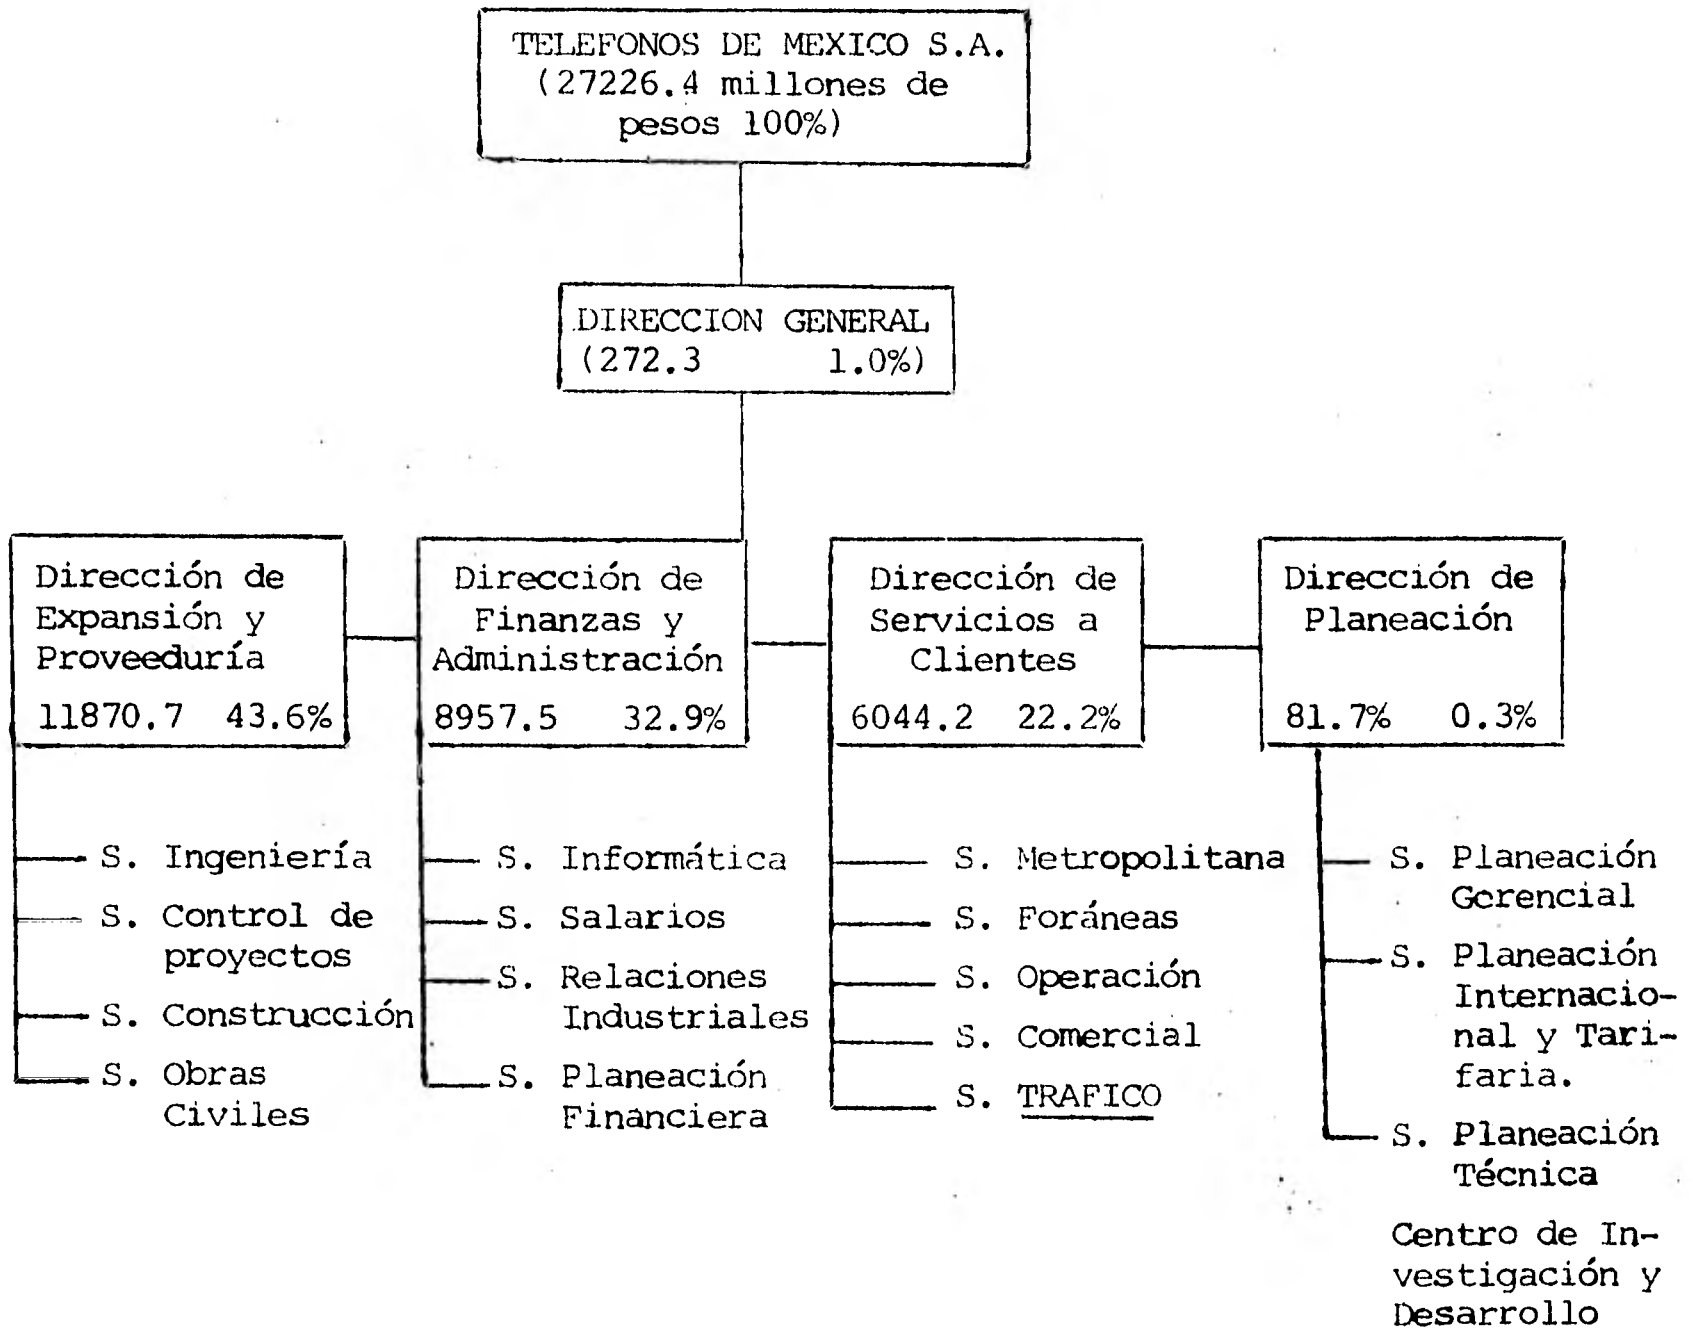 TELEFONOS DE MEXICO S.A.
(27226.4 millones de
pesos 100%)
DIRECCION GENERAL
(272.3 1.0%)
Dirección de
Expansión y
Proveeduría
11870.7 43.6%
Dirección de
Finanzas y
Administración
8957.5 32.9%
Dirección de
Servicios a
Clientes
6044.2 22.2%
Dirección de
Planeación
81.7% 0.3%
S. Ingeniería
S. Control de
proyectos
S. Construcción
S. Obras
Civiles
S. Informática
S. Salarios
S. Relaciones
Industriales
S. Planeación
Financiera
S. Metropolitana
S. Foráneas
S. Operación
S. Comercial
S. TRAFICO
S. Planeación
Gerencial
S. Planeación
Internacio-
nal y Tari-
faria.
S. Planeación
Técnica
Centro de In-
vestigación y
Desarrollo